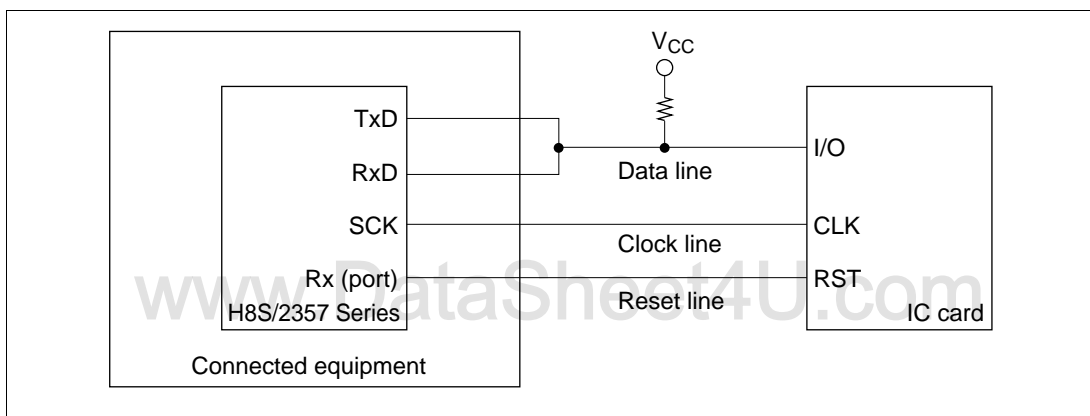 VCC
TxD
RxD
SCK
Rx (port)
H8S/2357 Series
Connected equipment
Data line
Clock line
Reset line
I/O
CLK
RST
IC card
www.DataSheet4U.com